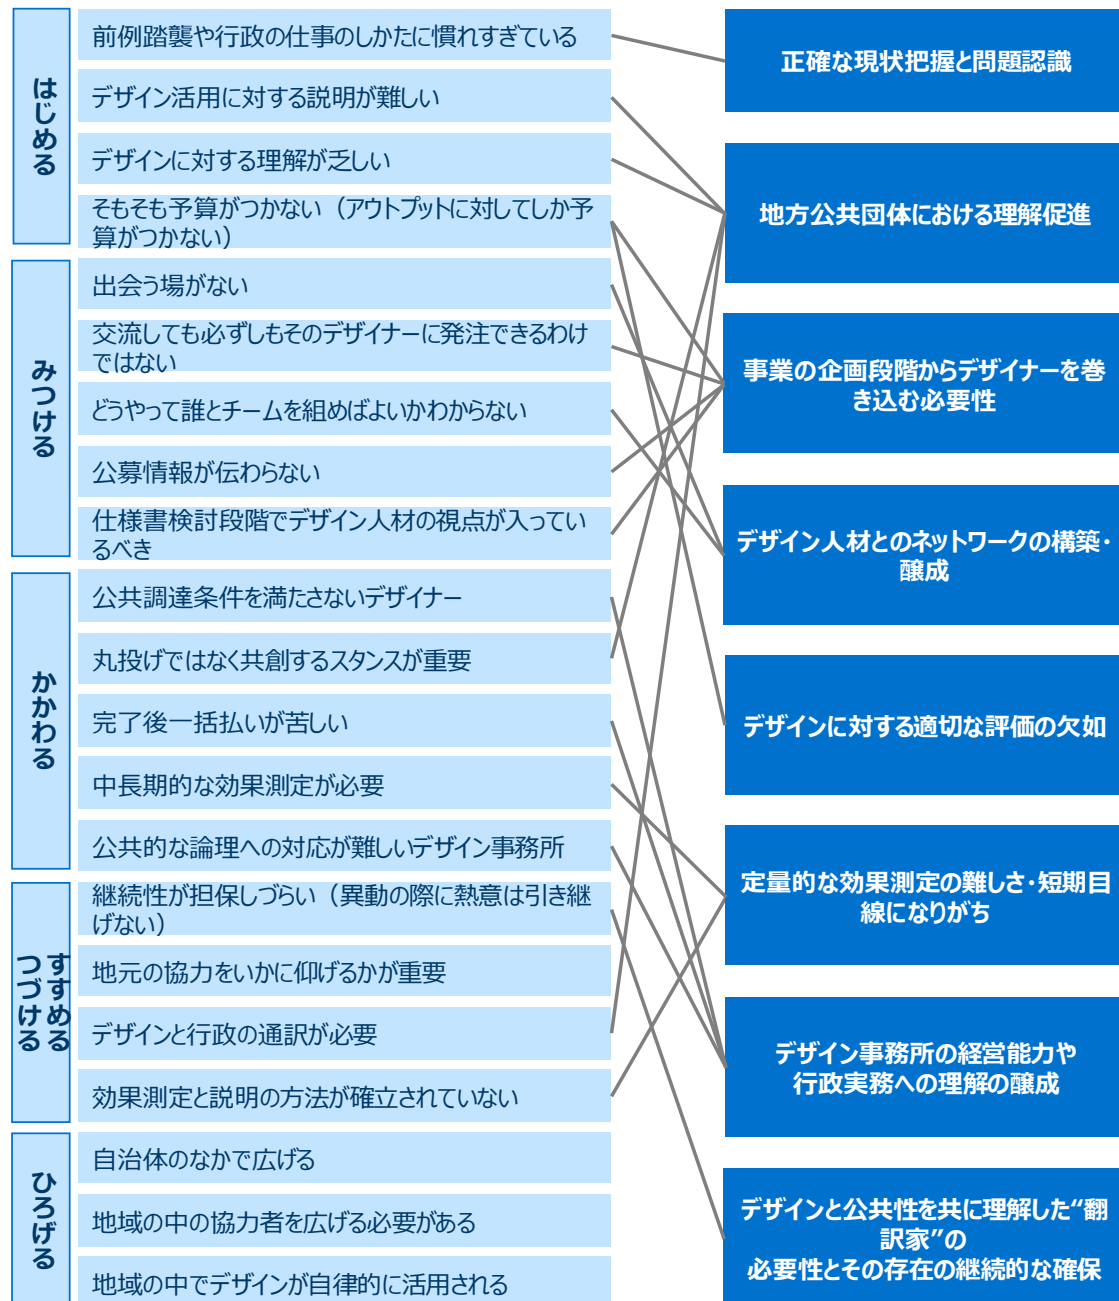 はじめる
前例踏襲や行政の仕事のしかたに慣れすぎている
デザイン活用に対する説明が難しい
デザインに対する理解が乏しい
そもそも予算がつかない（アウトプットに対してしか予
算がつかない）
みつける
出会う場がない
交流しても必ずしもそのデザイナーに発注できるわけ
ではない
どうやって誰とチームを組めばよいかわからない
公募情報が伝わらない
仕様書検討段階でデザイン人材の視点が入ってい
るべき
かかわる
公共調達条件を満たさないデザイナー
丸投げではなく共創するスタンスが重要
完了後一括払いが苦しい
中長期的な効果測定が必要
公共的な論理への対応が難しいデザイン事務所
すすめる
つづける
継続性が担保しづらい（異動の際に熱意は引き継
げない）
地元の協力をいかに仰げるかが重要
デザインと行政の通訳が必要
効果測定と説明の方法が確立されていない
ひろげる
自治体のなかで広げる
地域の中の協力者を広げる必要がある
地域の中でデザインが自律的に活用される
正確な現状把握と問題認識
地方公共団体における理解促進
事業の企画段階からデザイナーを巻
き込む必要性
デザイン人材とのネットワークの構築・
醸成
デザインに対する適切な評価の欠如
定量的な効果測定の難しさ・短期目
線になりがち
デザイン事務所の経営能力や
行政実務への理解の醸成
デザインと公共性を共に理解した“翻
訳家”の
必要性とその存在の継続的な確保